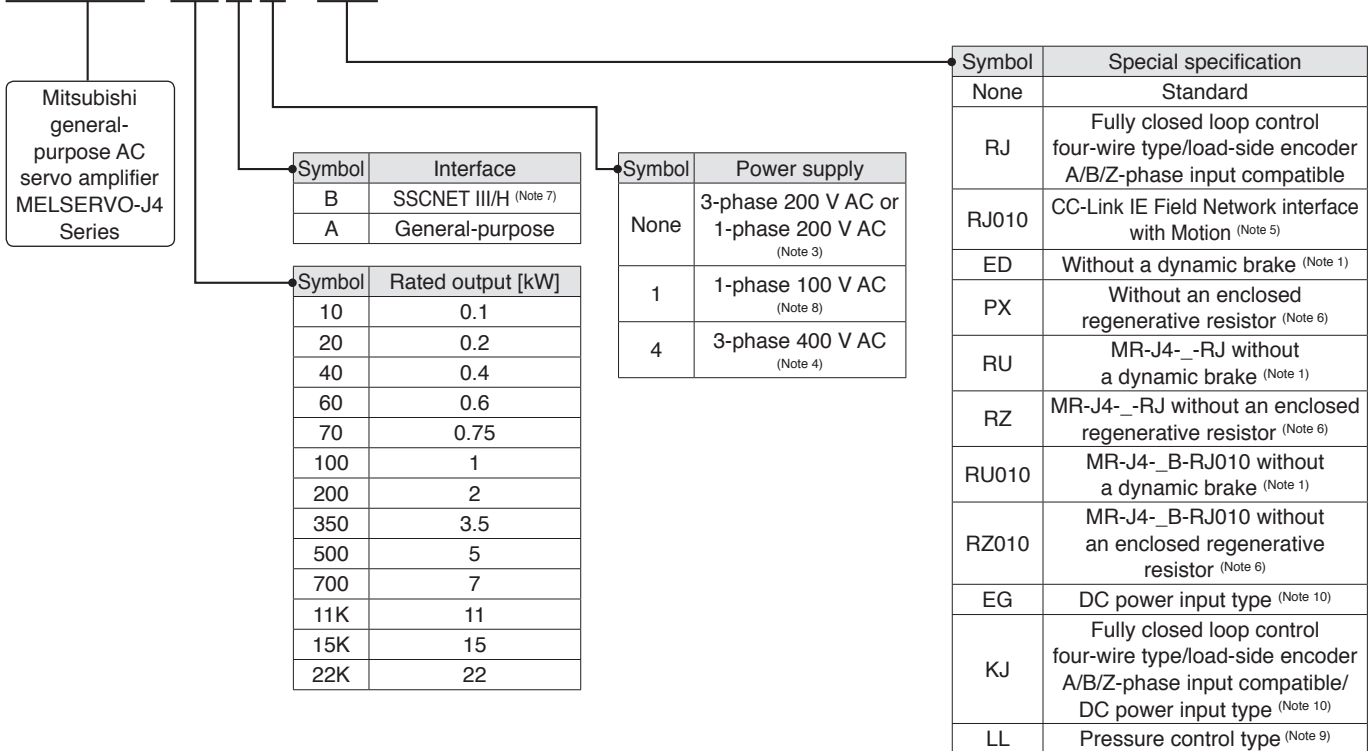 Mitsubishi
general-
purpose AC
servo amplifier
MELSERVO-J4
Series
Symbol Interface
B SSCNET III/H (Note 7)
A General-purpose
Symbol Rated output [kW]
10 0.1
20 0.2
40 0.4
60 0.6
70 0.75
100 1
200 2
350 3.5
500 5
700 7
11K 11
15K 15
22K 22
Symbol Power supply
None 3-phase 200 V AC or
1-phase 200 V AC
(Note 3)
1 1-phase 100 V AC
(Note 8)
4 3-phase 400 V AC
(Note 4)
Symbol Special specification
None Standard
RJ Fully closed loop control
four-wire type/load-side encoder
A/B/Z-phase input compatible
RJ010 CC-Link IE Field Network interface
with Motion (Note 5)
ED Without a dynamic brake (Note 1)
PX Without an enclosed
regenerative resistor (Note 6)
RU MR-J4-_-RJ without
a dynamic brake (Note 1)
RZ MR-J4-_-RJ without an enclosed
regenerative resistor (Note 6)
RU010 MR-J4-_B-RJ010 without
a dynamic brake (Note 1)
RZ010 MR-J4-_B-RJ010 without
an enclosed regenerative
resistor (Note 6)
EG DC power input type (Note 10)
KJ Fully closed loop control
four-wire type/load-side encoder
A/B/Z-phase input compatible/
DC power input type (Note 10)
LL Pressure control type (Note 9)